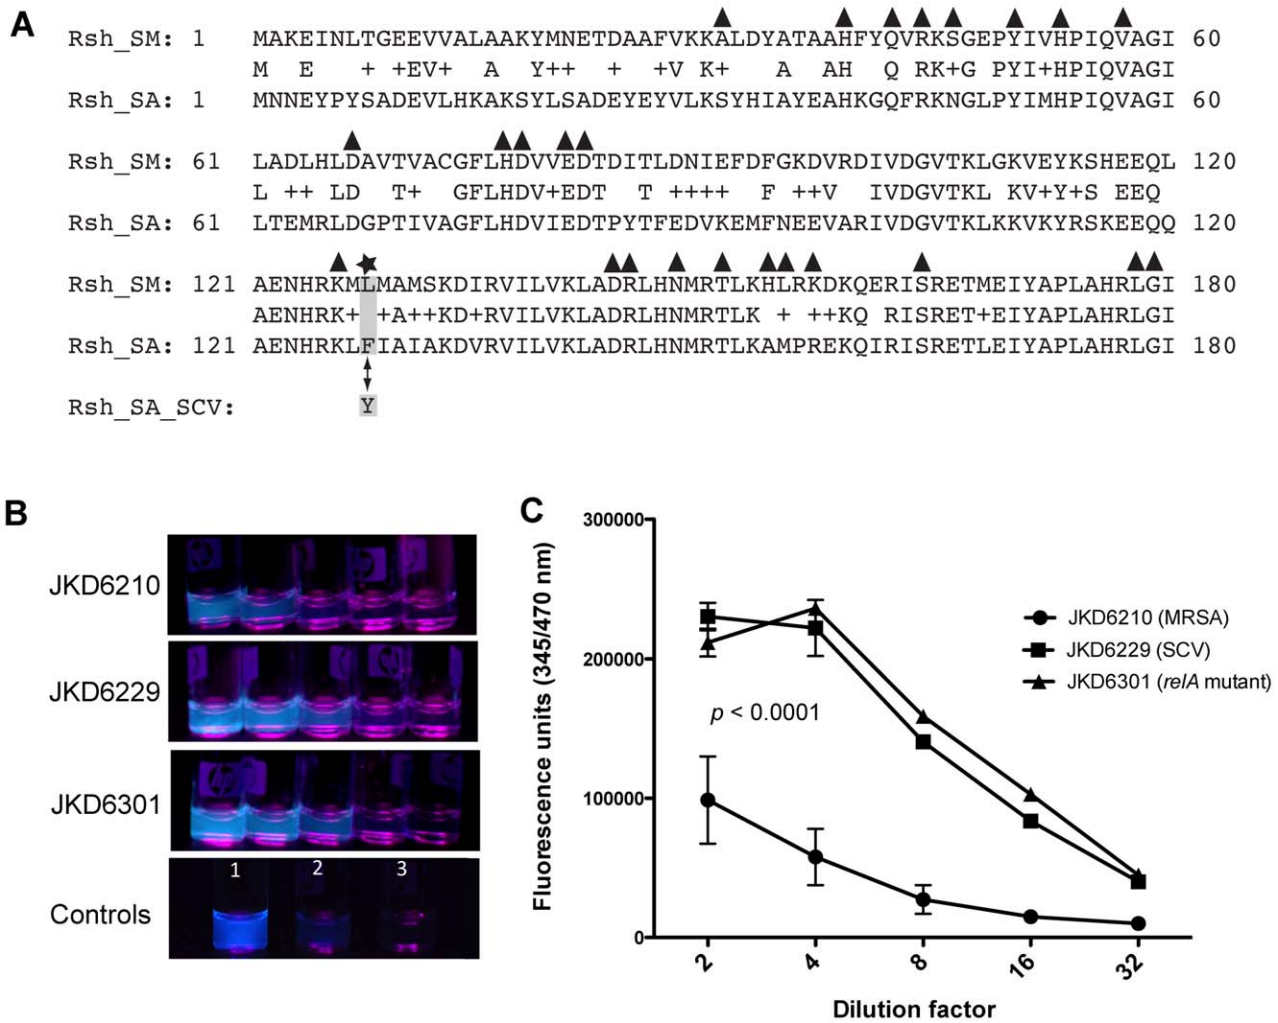 A
Rsh_SM: 1 MAKEINLTGEEVVALAAKYMNETDAAFVKKALDYATAAHFYQVRKSGEPYIVHPIQVAGI 60
M E + +EV+ A Y++ + +V K+ A AH Q RK+G PYI+HPIQVAGI
Rsh_SA: 1 MNNEYPYSADEVLHKAKSYLSADEYEYVLKSYHIAYEAHKGQFRKNGLPYIMHPIQVAGI 60
Rsh_SM: 61 LADLHLDAVTVACGFLHDVVEDTDITLDNIEFDFGKDVRDIVDGVTKLGKVEYKSHEEQL 120
L ++ LD T+ GFLHDV+EDT T ++++ F ++V IVDGVTKL KV+Y+S EEQ
Rsh_SA: 61 LTEMRLDGPTIVAGFLHDVIEDTPYTFEDVKEMFNEEVARIVDGVTKLKKVKYRSKEEQQ 120
Rsh_SM: 121 AENHRKMLMAMSKDIRVILVKLADRLHNMRTLKHLRKDKQERISRETMEIYAPLAHRLGI 180
AENHRK+ +A++KD+RVILVKLADRLHNMRTLK + ++KQ RISRET+EIYAPLAHRLGI
Rsh_SA: 121 AENHRKLFIAIAKDVRVILVKLADRLHNMRTLKAMPREKQIRISRETLEIYAPLAHRLGI 180
Rsh_SA_SCV: Y
B
JKD6210
JKD6229
JKD6301
Controls
1 2 3
C
Fluorescence units (345/470 nm)
300000
200000
100000
0
p < 0.0001
JKD6210 (MRSA)
JKD6229 (SCV)
JKD6301 (relA mutant)
2 4 8 16 32
Dilution factor